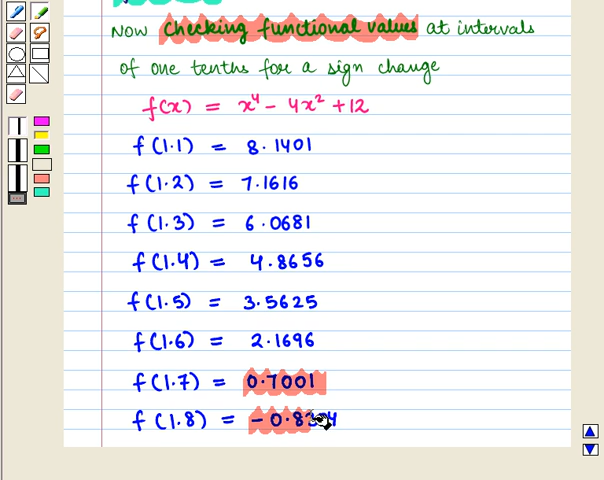 Now checking functional values at intervals
of one tenths for a sign change
f(x) = x⁴ - 4x² + 12
f(1.1) = 8.1401
f(1.2) = 7.1616
f(1.3) = 6.0681
f(1.4) = 4.8656
f(1.5) = 3.5625
f(1.6) = 2.1696
f(1.7) = 0.7001
f(1.8) =